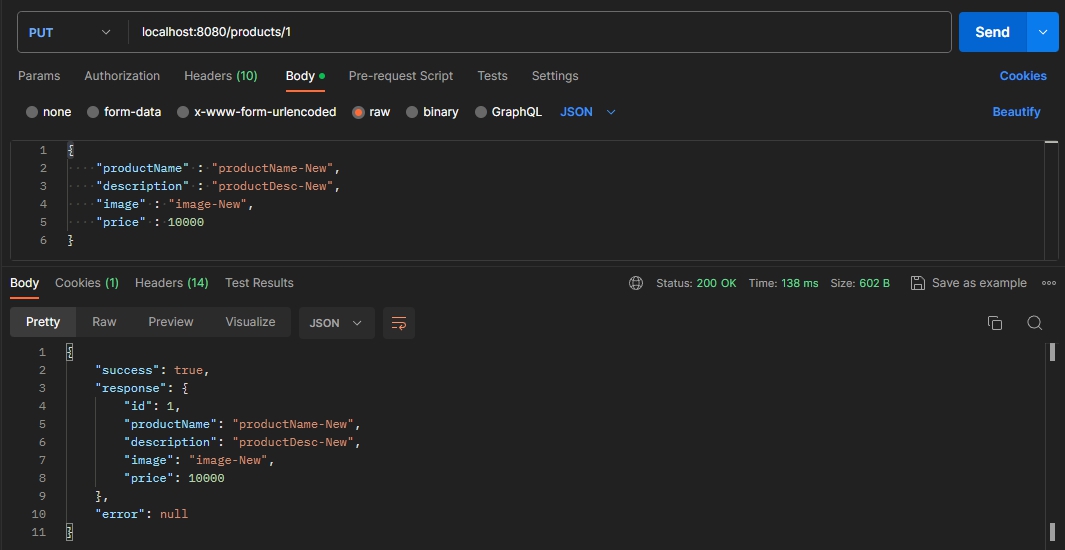 PUT localhost:8080/products/1 Send
Params Authorization Headers (10) Body Pre-request Script Tests Settings Cookies
none form-data x-www-form-urlencoded raw binary GraphQL JSON Beautify
1 {
2 "productName" : "productName-New",
3 "description" : "productDesc-New",
4 "image" : "image-New",
5 "price" : 10000
6 }
Body Cookies (1) Headers (14) Test Results Status: 200 OK Time: 138 ms Size: 602 B Save as example
Pretty Raw Preview Visualize JSON
1 {
2 "success": true,
3 "response": {
4 "id": 1,
5 "productName": "productName-New",
6 "description": "productDesc-New",
7 "image": "image-New",
8 "price": 10000
9 },
10 "error": null
11 }